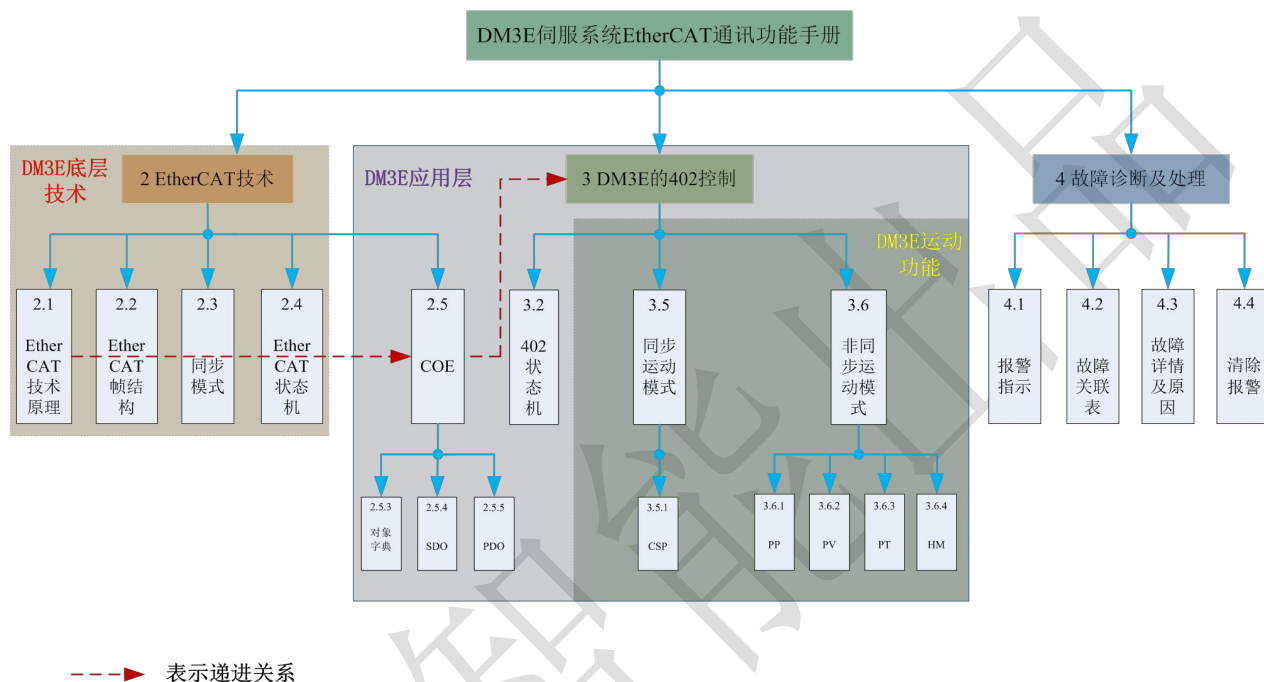 DM3E伺服系统EtherCAT通讯功能手册
DM3E底层
技术
2 EtherCAT技术
DM3E应用层
3 DM3E的402控制
4 故障诊断及处理
DM3E运动
功能
2.1
Ether
CAT
技术
原理
2.2
Ether
CAT
帧结
构
2.3
同步
模式
2.4
Ether
CAT
状态
机
2.5
COE
3.2
402
状态
机
3.5
同步
运动
模式
3.6
非同
步运
动模
式
4.1
报警
指示
4.2
故障
关联
表
4.3
故障
详情
及原
因
4.4
清除
报警
2.5.3
对象
字典
2.5.4
SDO
2.5.5
PDO
3.5.1
CSP
3.6.1
PP
3.6.2
PV
3.6.3
PT
3.6.4
HM
表示递进关系